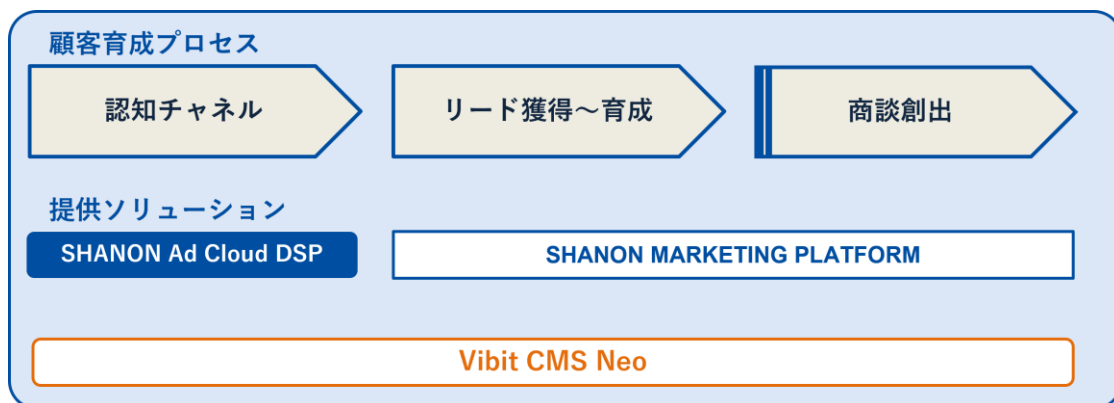 顧客育成プロセス
認知チャネル
リード獲得～育成
商談創出
提供ソリューション
SHANON Ad Cloud DSP
SHANON MARKETING PLATFORM
Vibit CMS Neo